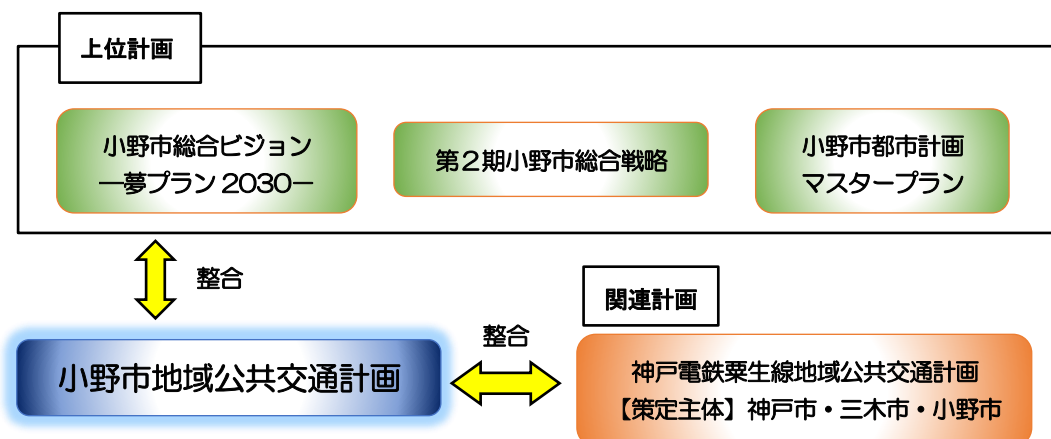 上位計画
小野市総合ビジョン
―夢プラン2030－
第２期小野市総合戦略
小野市都市計画
マスタープラン
整合
関連計画
整合
小野市地域公共交通計画
神戸電鉄粟生線地域公共交通計画
【策定主体】神戸市・三木市・小野市